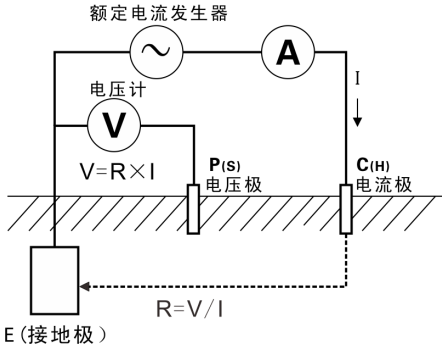 额定电流发生器
A
I
电压计
V
V=R×I
P(S)
电压极
C(H)
电流极
R=V/I
E(接地极)